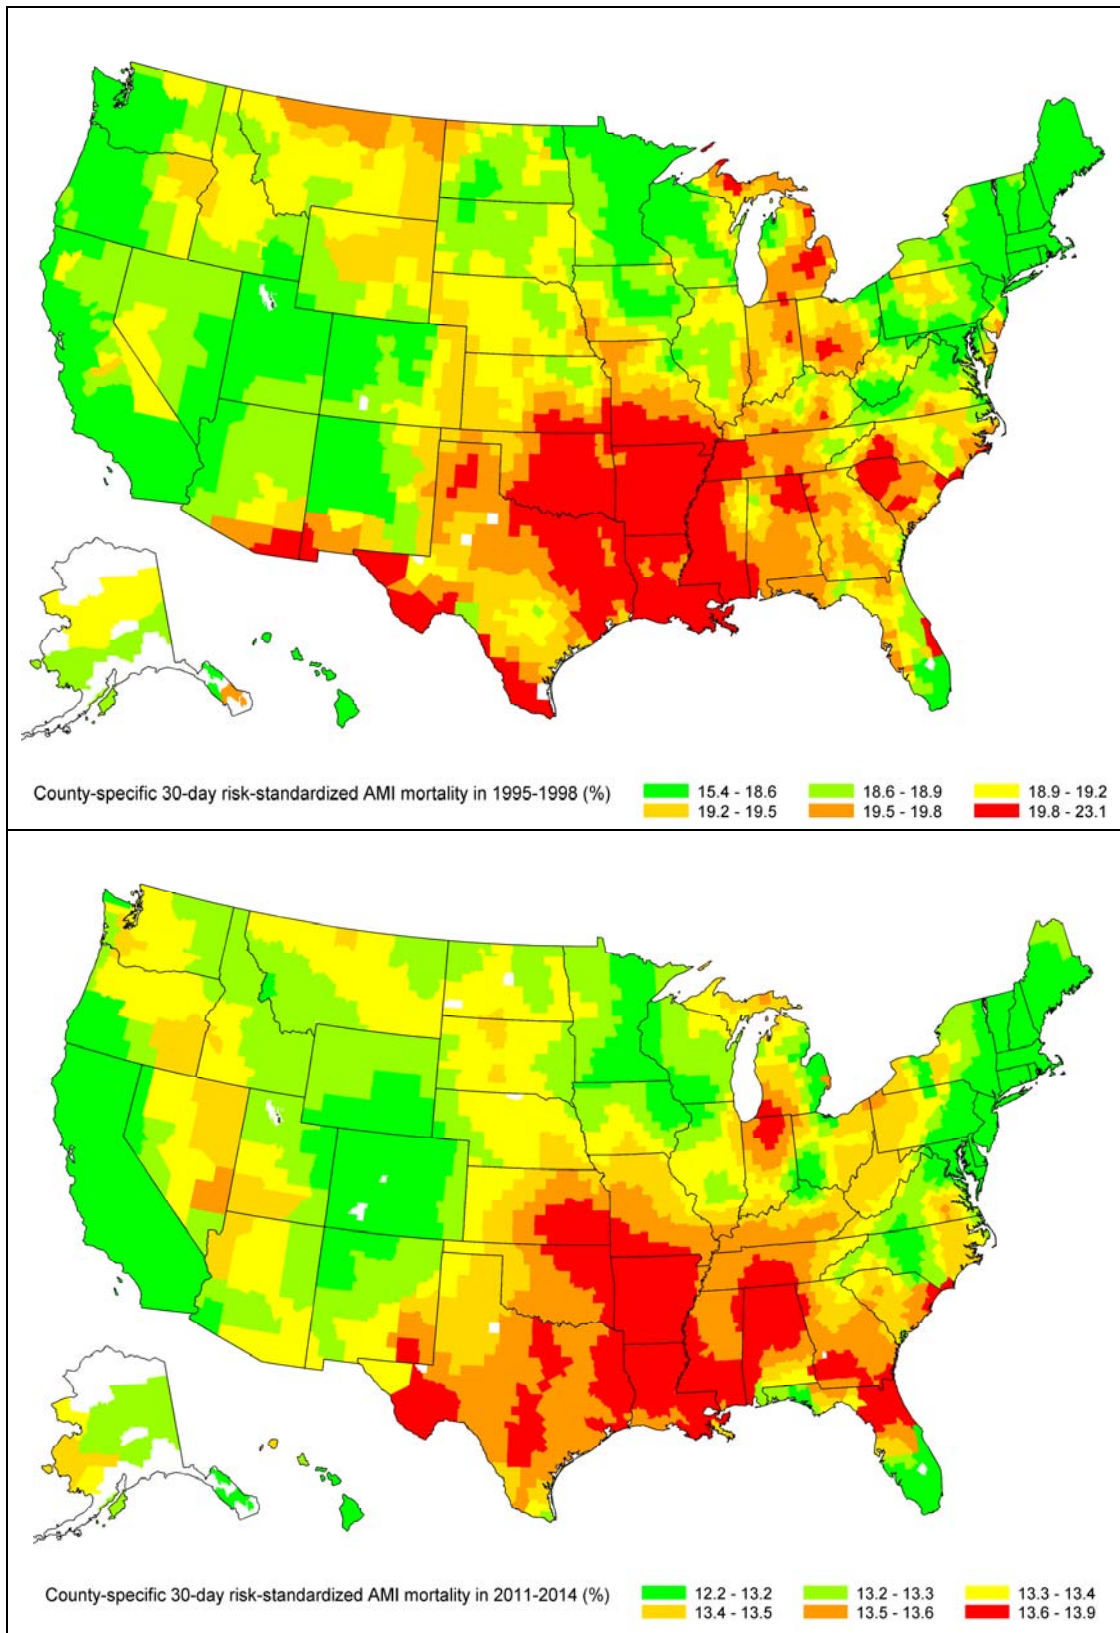 County-specific 30-day risk-standardized AMI mortality in 1995-1998 (%)
15.4 - 18.6 18.6 - 18.9 18.9 - 19.2
19.2 - 19.5 19.5 - 19.8 19.8 - 23.1
County-specific 30-day risk-standardized AMI mortality in 2011-2014 (%)
12.2 - 13.2 13.2 - 13.3 13.3 - 13.4
13.4 - 13.5 13.5 - 13.6 13.6 - 13.9